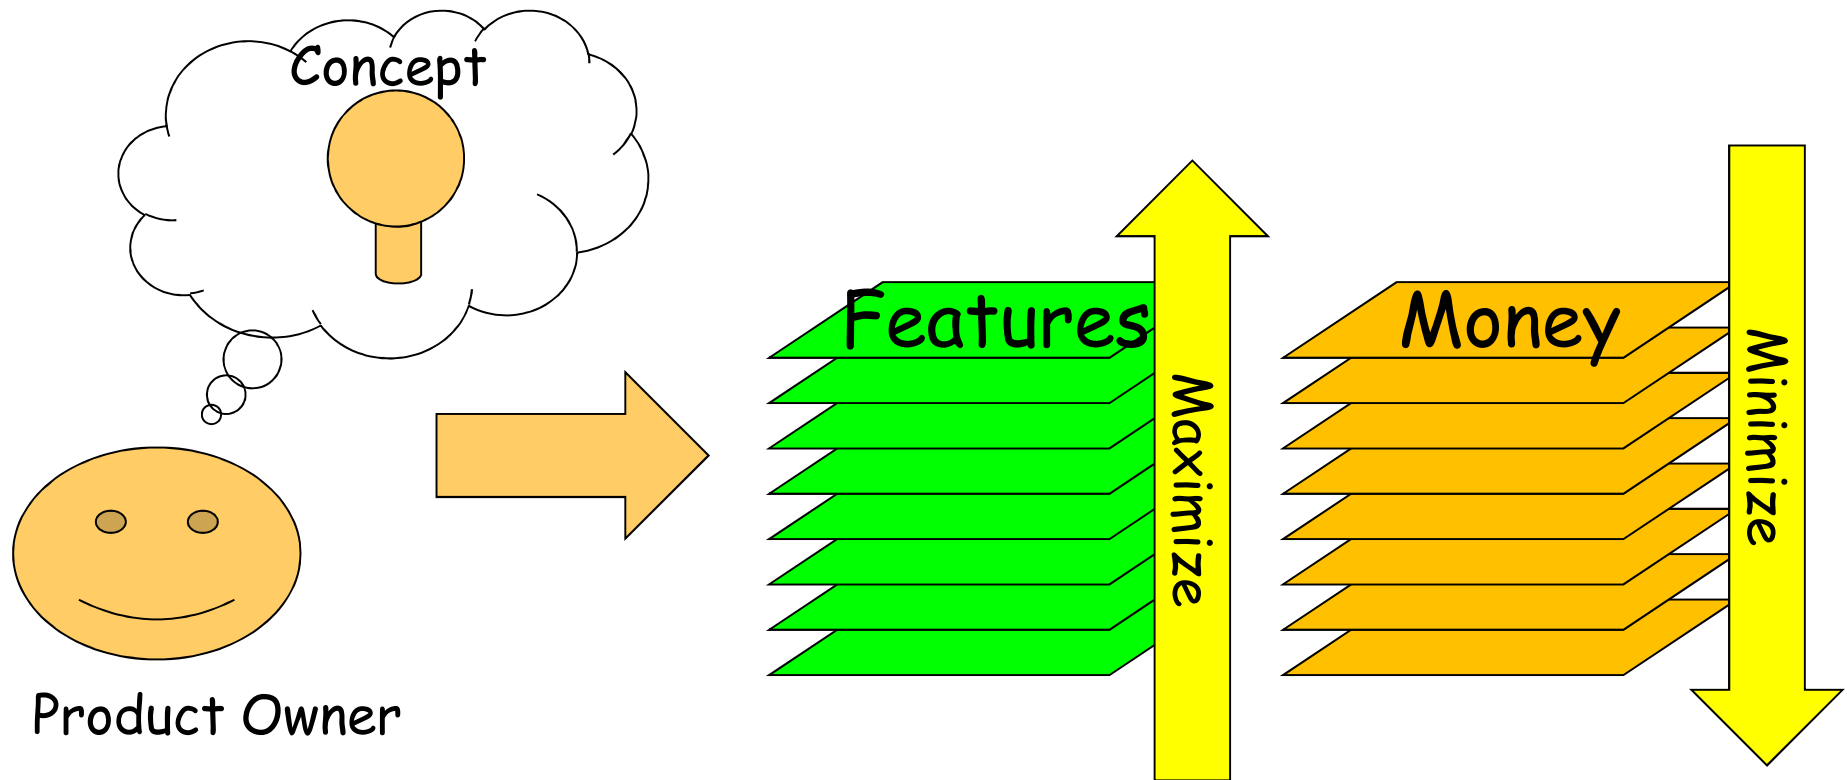 Concept
Features
Money
Maximize
Minimize
Product Owner